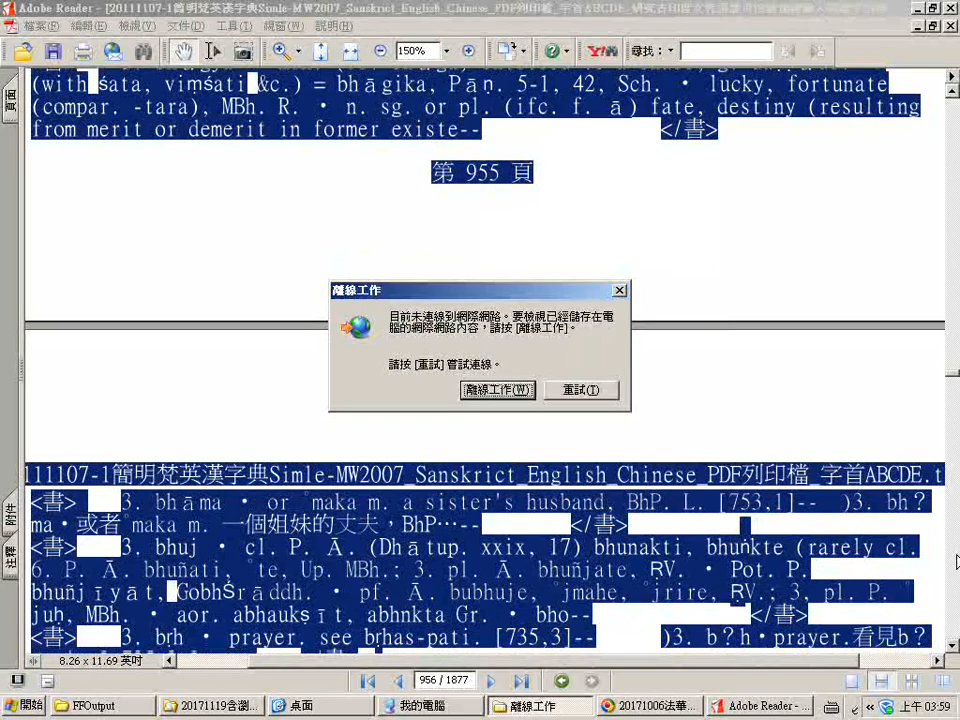 Adobe Reader - [20111107-1簡明梵英漢字典Simle-MW2007_Sanskrict_English_Chinese_PDF列印檔_字首ABCDE.
檔案(F) 編輯(E) 檢視(V) 文件(D) 工具(T) 視窗(W) 說明(H)
150% 尋找:
頁面
(with śata, viṃśati &c.) = bhāgika, Pāṇ. 5-1, 42, Sch. • lucky, fortunate
(compar. -tara), MBh. R. • n. sg. or pl. (ifc. f. ā) fate, destiny (resulting
from merit or demerit in former existe-- </書>
第 955 頁
離線工作
目前未連線到網際網路。要檢視已經儲存在電
腦的網際網路內容，請按 [離線工作]。
請按 [重試] 嘗試連線。
離線工作(W) 重試(T)
111107-1簡明梵英漢字典Simle-MW2007_Sanskrict_English_Chinese_PDF列印檔_字首ABCDE.t
<書> 3. bhāma • or °maka m. a sister's husband, BhP. L. [753,1]-- )3. bh?
ma•或者°maka m. 一個姐妹的丈夫，BhP…-- </書>
<書> 3. bhuj • cl. P. Ā. (Dhātup. xxix, 17) bhunakti, bhuṅkte (rarely cl.
6. P. Ā. bhuñati, °te, Up. MBh.; 3. pl. Ā. bhuñjate, RV. • Pot. P.
bhuñjīyāt, GobhŚrāddh. • pf. Ā. bubhuje, °jmahe, °jrire, RV.; 3, pl. P. °
juḥ, MBh. • aor. abhaukṣīt, abhnkta Gr. • bho-- </書>
<書> 3. bṛh • prayer. see bṛhas-pati. [735,3]-- )3. b?h•prayer.看見b?
附件
注釋
8.26 x 11.69 英吋
956 / 1877
開始 FFOutput 20171119含瀏... 桌面 我的電腦 離線工作 20171006法華... Adobe Reader - ... 上午 03:59